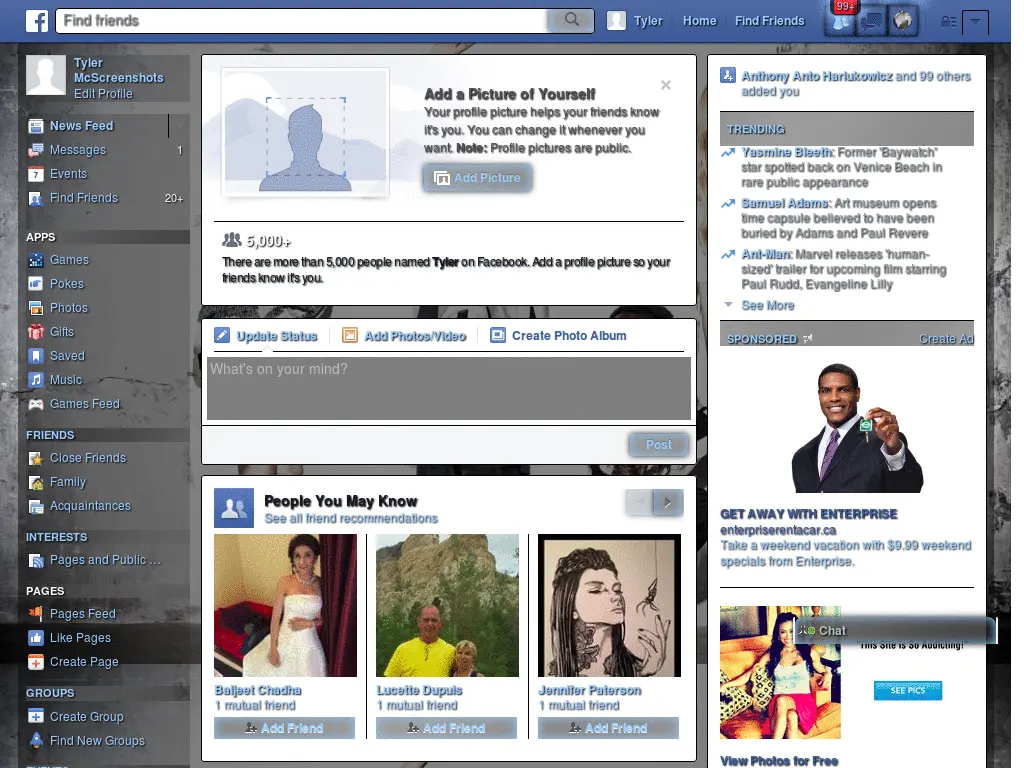 f Find friends
Tyler Home Find Friends 99+
Tyler
McScreenshots
Edit Profile
News Feed
Messages 1
7 Events
Find Friends 20+
APPS
Games
Pokes
Photos
Gifts
Saved
Music
Games Feed
FRIENDS
Close Friends
Family
Acquaintances
INTERESTS
Pages and Public ...
PAGES
Pages Feed
Like Pages
Create Page
GROUPS
Create Group
Find New Groups
Add a Picture of Yourself
Your profile picture helps your friends know
it's you. You can change it whenever you
want. Note: Profile pictures are public.
Add Picture
5,000+
There are more than 5,000 people named Tyler on Facebook. Add a profile picture so your
friends know it's you.
Update Status Add Photos/Video Create Photo Album
What's on your mind?
Post
People You May Know
See all friend recommendations
Baljeet Chadha
1 mutual friend
Add Friend
Lucette Dupuis
1 mutual friend
Add Friend
Jennifer Paterson
1 mutual friend
Add Friend
Anthony Anto Hariukowicz and 99 others
added you
TRENDING
Yasmine Bleeth: Former 'Baywatch'
star spotted back on Venice Beach in
rare public appearance
Samuel Adams: Art museum opens
time capsule believed to have been
buried by Adams and Paul Revere
Ant-Man: Marvel releases 'human-
sized' trailer for upcoming film starring
Paul Rudd, Evangeline Lilly
See More
SPONSORED Create Ad
GET AWAY WITH ENTERPRISE
enterpriserentacar.ca
Take a weekend vacation with $9.99 weekend
specials from Enterprise.
Chat
This Site Is So Addicting!
SEE PICS
View Photos for Free